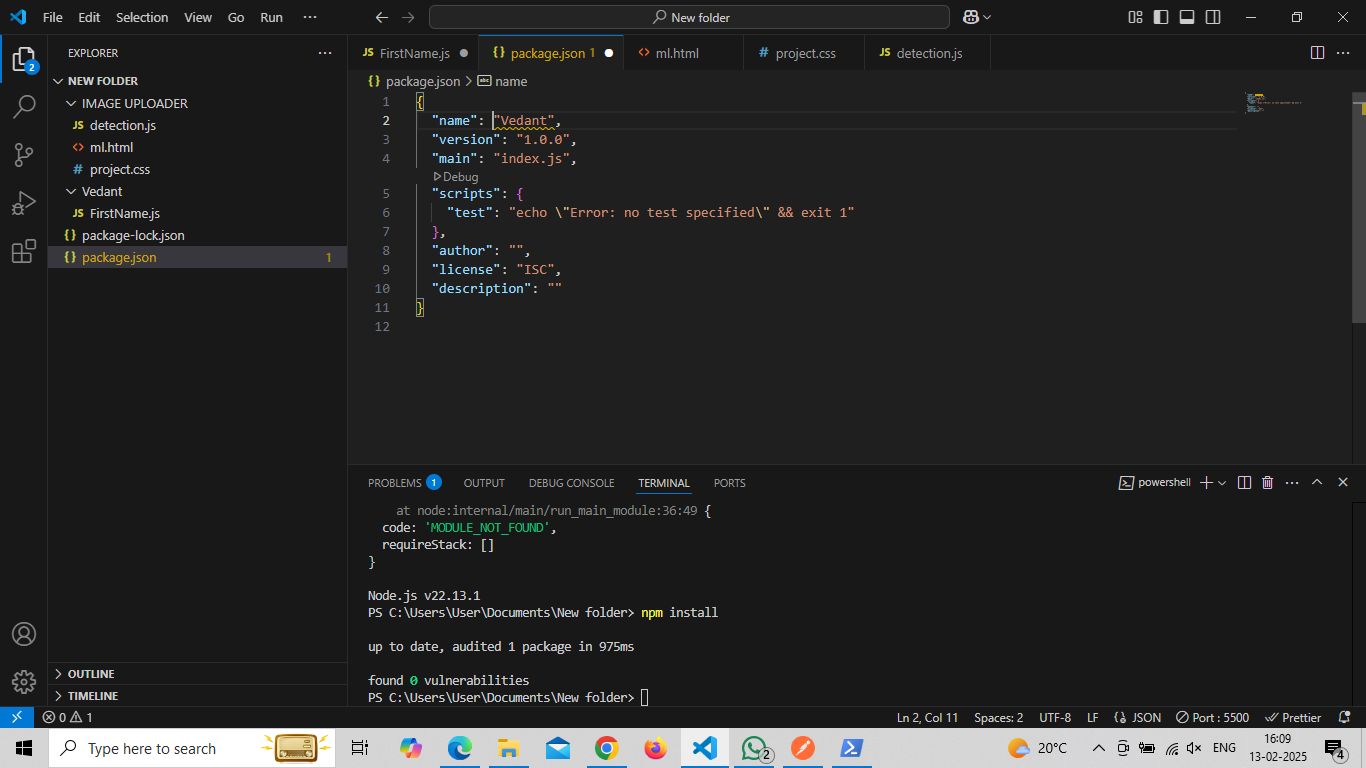 File Edit Selection View Go Run ··· New folder
EXPLORER ···
NEW FOLDER
IMAGE UPLOADER
JS detection.js
<> ml.html
# project.css
Vedant
JS FirstName.js
{} package-lock.json
{} package.json 1
OUTLINE
TIMELINE
2
JS FirstName.js ● {} package.json 1 ● <> ml.html # project.css JS detection.js
{} package.json > abc name
1 {
2 "name": "Vedant",
3 "version": "1.0.0",
4 "main": "index.js",
Debug
5 "scripts": {
6 "test": "echo \"Error: no test specified\" && exit 1"
7 },
8 "author": "",
9 "license": "ISC",
10 "description": ""
11 }
12
PROBLEMS 1 OUTPUT DEBUG CONSOLE TERMINAL PORTS powershell
at node:internal/main/run_main_module:36:49 {
code: 'MODULE_NOT_FOUND',
requireStack: []
}
Node.js v22.13.1
PS C:\Users\User\Documents\New folder> npm install
up to date, audited 1 package in 975ms
found 0 vulnerabilities
PS C:\Users\User\Documents\New folder>
0 1 Ln 2, Col 11 Spaces: 2 UTF-8 LF {} JSON Port : 5500 Prettier
Type here to search 2 20°C ENG 16:09
13-02-2025 4